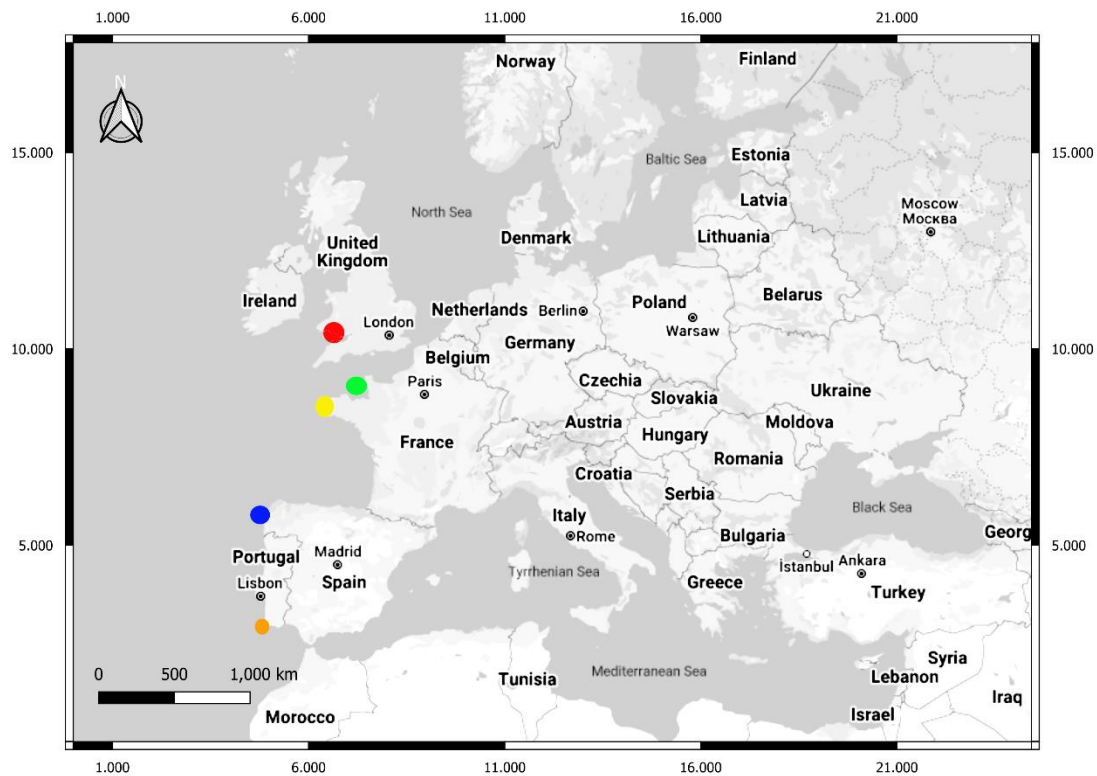 1.000 6.000 11.000 16.000 21.000
N
Norway
Finland
15.000
15.000
Baltic Sea
Estonia
Latvia
Moscow
Москва
North Sea
Denmark
Lithuania
United
Kingdom
Ireland
Netherlands
Berlin
Poland
Belarus
London
Warsaw
Germany
10.000
10.000
Belgium
Paris
Czechia
Ukraine
Slovakia
Austria
Moldova
France
Hungary
Romania
Croatia
Serbia
Black Sea
Italy
Rome
Bulgaria
Georg
5.000
5.000
Portugal
Madrid
İstanbul
Ankara
Lisbon
Spain
Tyrrhenian Sea
Greece
Turkey
0 500 1,000 km
Mediterranean Sea
Syria
Tunisia
Lebanon
Iraq
Morocco
Israel
1.000 6.000 11.000 16.000 21.000